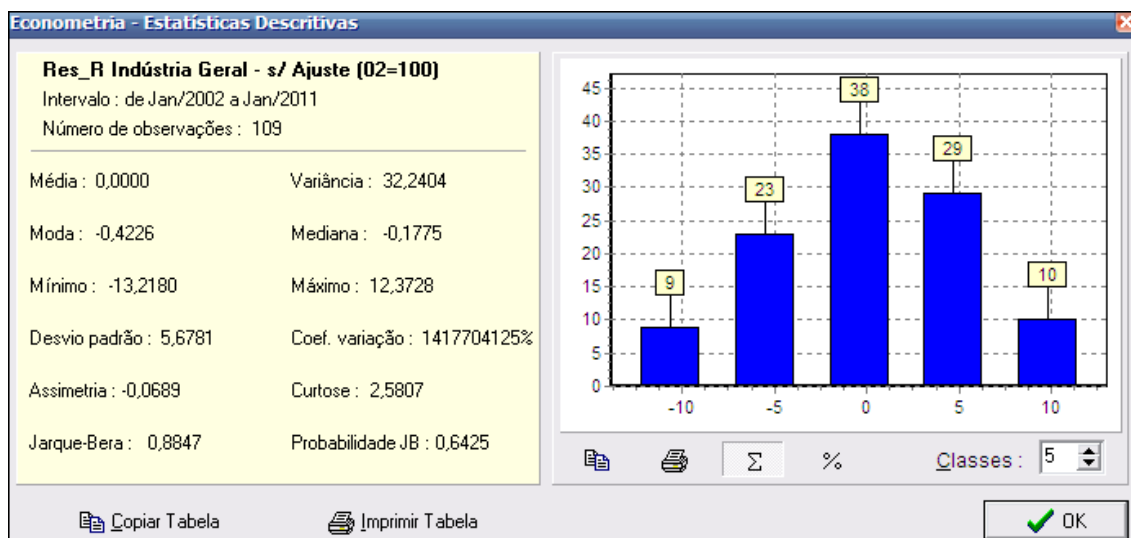 Econometria - Estatísticas Descritivas
Res_R Indústria Geral - s/ Ajuste (02=100)
Intervalo : de Jan/2002 a Jan/2011
Número de observações : 109
Média : 0,0000 Variância : 32,2404
Moda : -0,4226 Mediana : -0,1775
Mínimo : -13,2180 Máximo : 12,3728
Desvio padrão : 5,6781 Coef. variação : 1417704125%
Assimetria : -0,0689 Curtose : 2,5807
Jarque-Bera : 0,8847 Probabilidade JB : 0,6425
45
40
35
30
25
20
15
10
5
0
9
23
38
29
10
-10 -5 0 5 10
Σ % Classes : 5
Copiar Tabela Imprimir Tabela OK